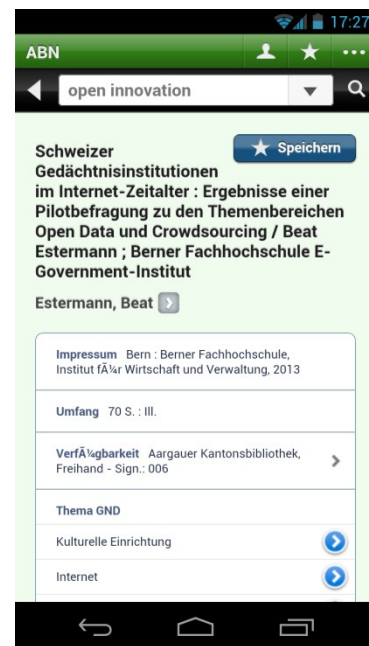 17:27
ABN
open innovation
Speichern
Schweizer
Gedächtnisinstitutionen
im Internet-Zeitalter : Ergebnisse einer
Pilotbefragung zu den Themenbereichen
Open Data und Crowdsourcing / Beat
Estermann ; Berner Fachhochschule E-
Government-Institut
Estermann, Beat
Impressum Bern : Berner Fachhochschule,
Institut fÃ¼r Wirtschaft und Verwaltung, 2013
Umfang 70 S. : Ill.
VerfÃ¼gbarkeit Aargauer Kantonsbibliothek,
Freihand - Sign.: 006
Thema GND
Kulturelle Einrichtung
Internet